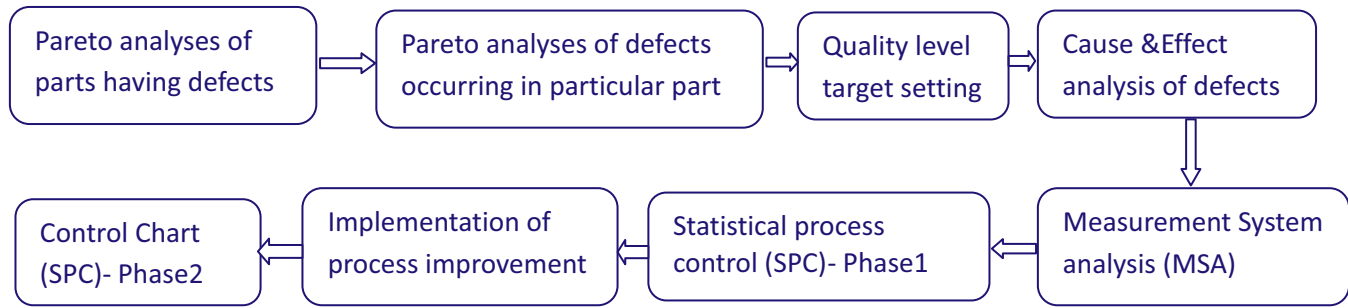 Pareto analyses of
parts having defects
Pareto analyses of defects
occurring in particular part
Quality level
target setting
Cause &Effect
analysis of defects
Measurement System
analysis (MSA)
Statistical process
control (SPC)- Phase1
Implementation of
process improvement
Control Chart
(SPC)- Phase2